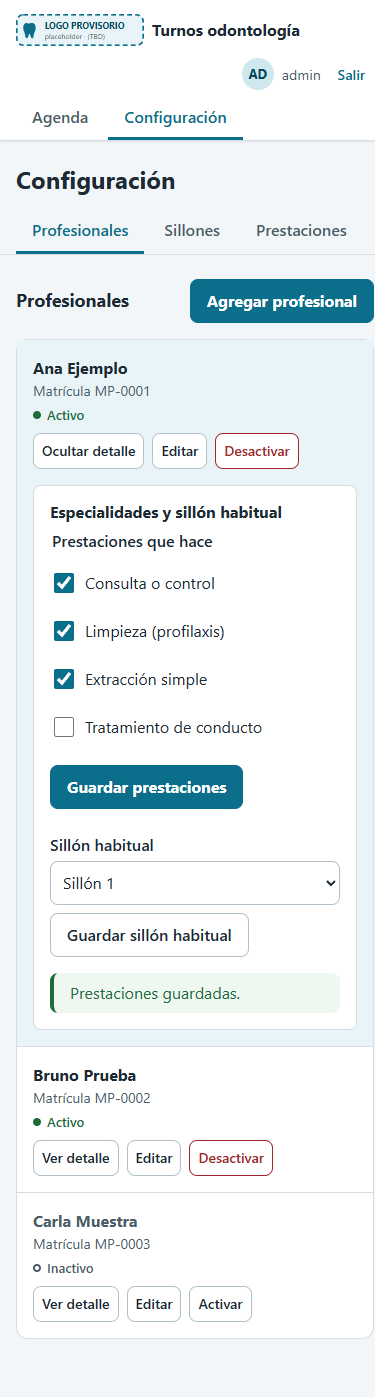 LOGO PROVISORIO
placeholder · (TBD)
Turnos odontología
AD admin Salir
Agenda Configuración
Configuración
Profesionales Sillones Prestaciones
Profesionales Agregar profesional
Ana Ejemplo
Matrícula MP-0001
Activo
Ocultar detalle Editar Desactivar
Especialidades y sillón habitual
Prestaciones que hace
Consulta o control
Limpieza (profilaxis)
Extracción simple
Tratamiento de conducto
Guardar prestaciones
Sillón habitual
Sillón 1
Guardar sillón habitual
Prestaciones guardadas.
Bruno Prueba
Matrícula MP-0002
Activo
Ver detalle Editar Desactivar
Carla Muestra
Matrícula MP-0003
Inactivo
Ver detalle Editar Activar